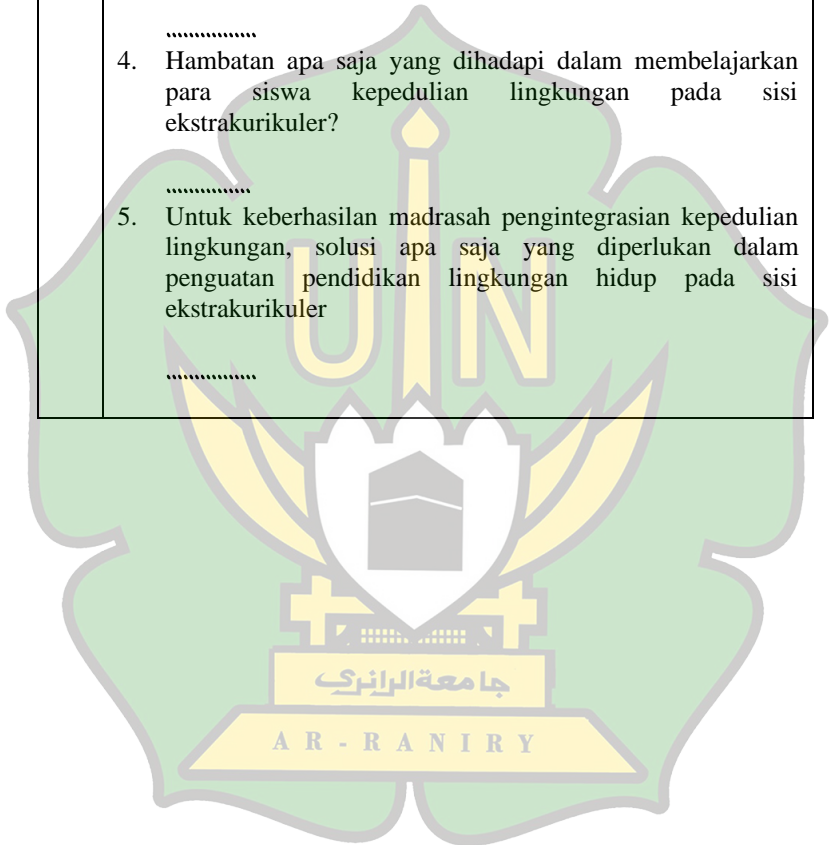 ................
4. Hambatan apa saja yang dihadapi dalam membelajarkan
para siswa kepedulian lingkungan pada sisi
ekstrakurikuler?
...............
5. Untuk keberhasilan madrasah pengintegrasian kepedulian
lingkungan, solusi apa saja yang diperlukan dalam
penguatan pendidikan lingkungan hidup pada sisi
ekstrakurikuler
................
UIN
جامعةالرانري
AR-RANIRY